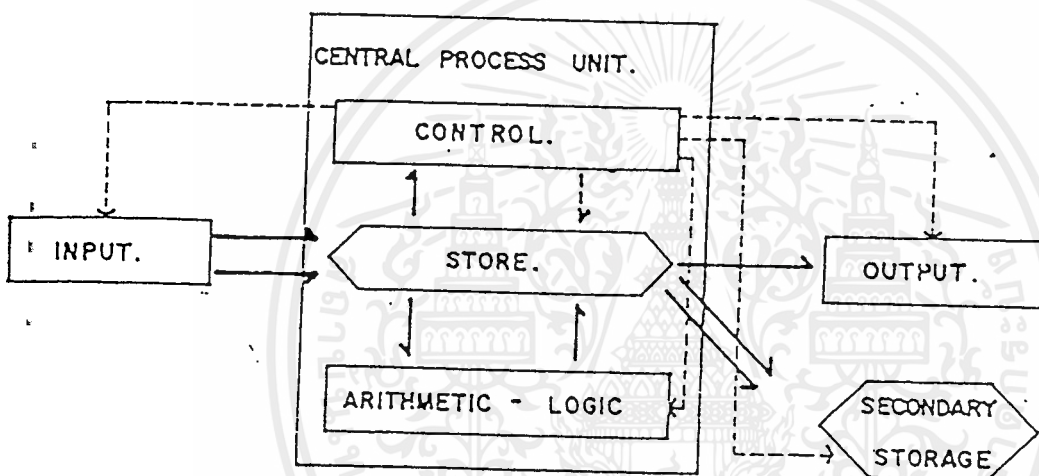 CENTRAL PROCESS UNIT.
CONTROL.
INPUT.
STORE.
OUTPUT.
ARITHMETIC - LOGIC
SECONDARY
STORAGE